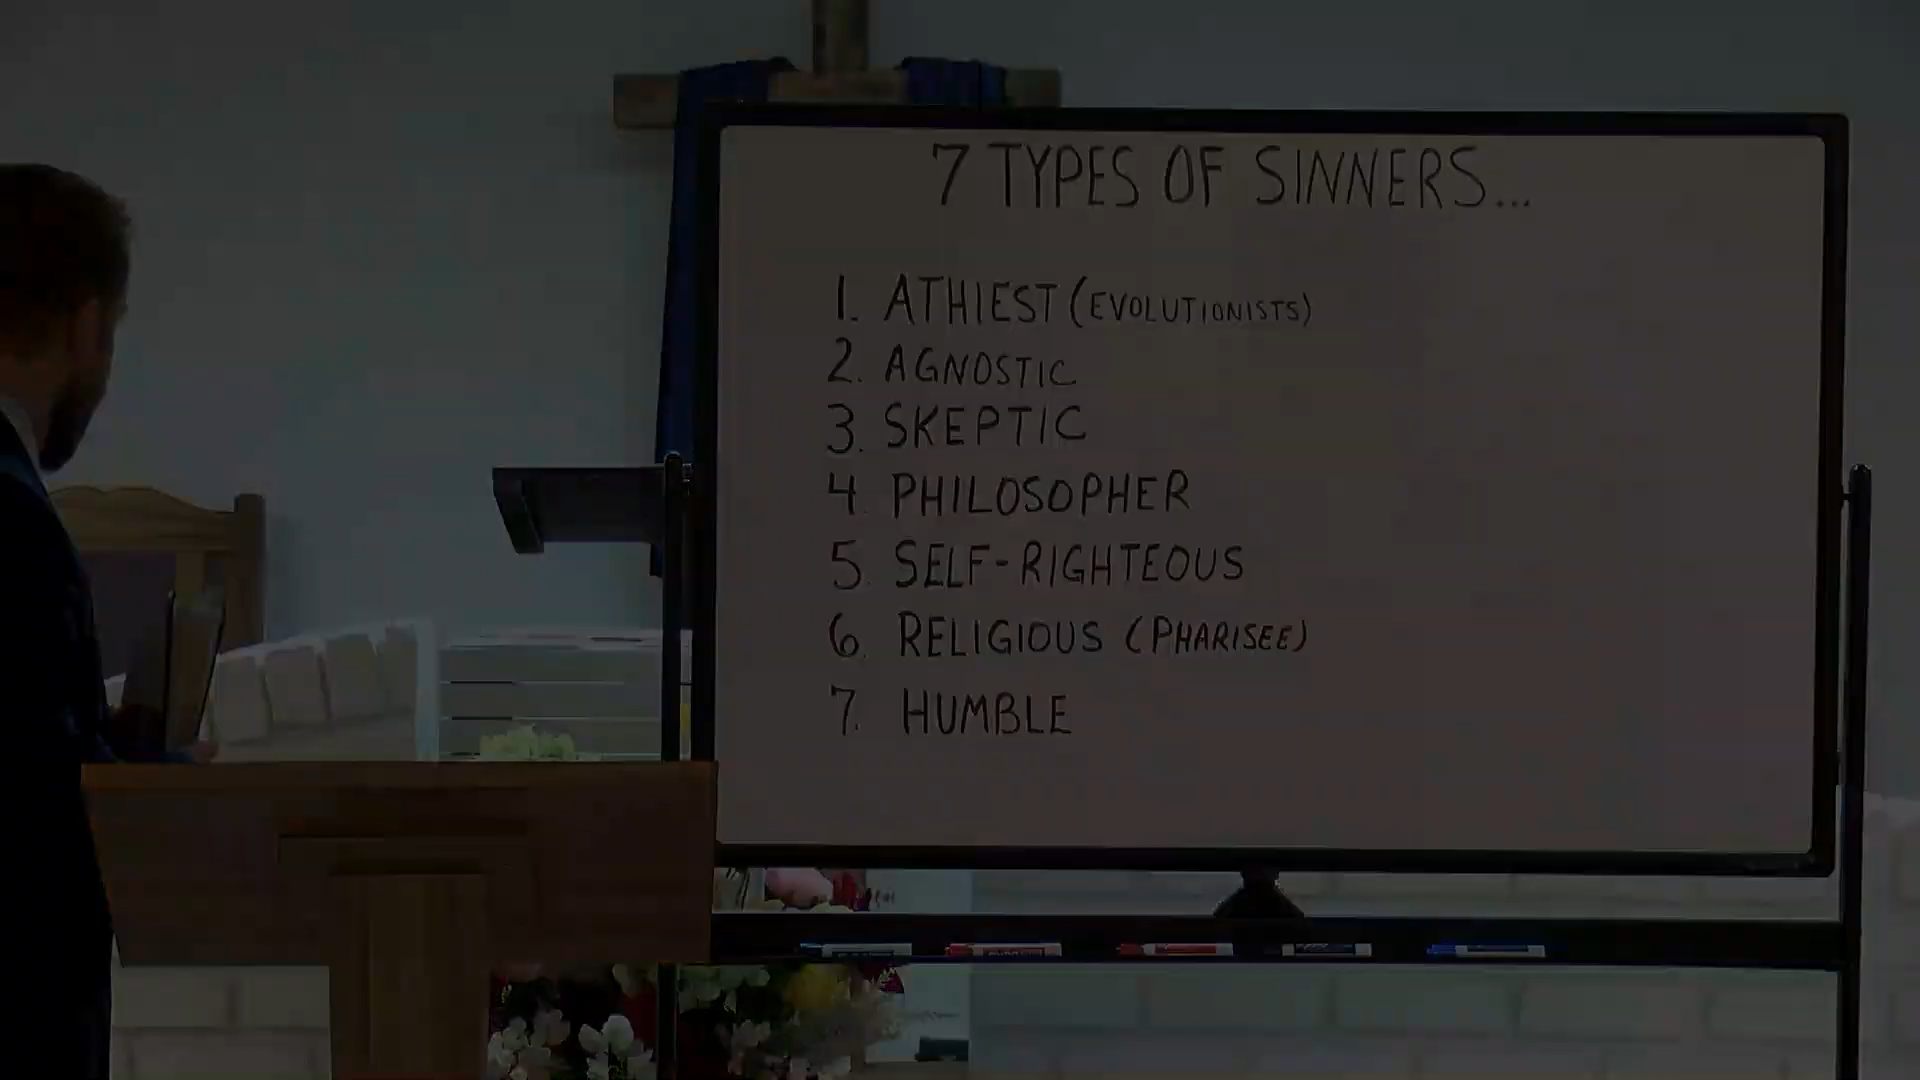 7 TYPES OF SINNERS...
1. ATHIEST (EVOLUTIONISTS)
2. AGNOSTIC
3. SKEPTIC
4. PHILOSOPHER
5. SELF-RIGHTEOUS
6. RELIGIOUS (PHARISEE)
7. HUMBLE